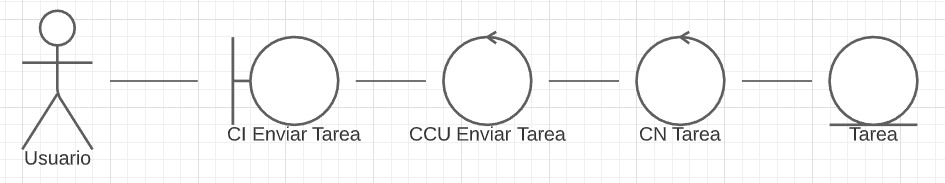 Usuario
CI Enviar Tarea
CCU Enviar Tarea
CN Tarea
Tarea